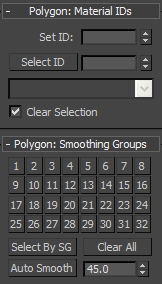 - Polygon: Material IDs
Set ID:
Select ID
Clear Selection
- Polygon: Smoothing Groups
1 2 3 4 5 6 7 8
9 10 11 12 13 14 15 16
17 18 19 20 21 22 23 24
25 26 27 28 29 30 31 32
Select By SG Clear All
Auto Smooth 45.0